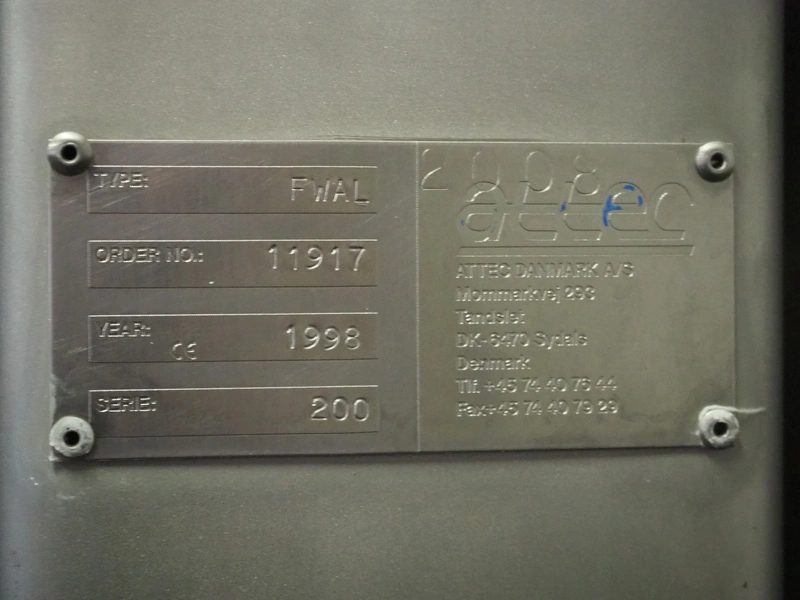 TYPE: FWAL
ORDER NO.: 11917
YEAR: CE 1998
SERIE: 200
2008
attec
ATTEC DANMARK A/S
Mommarkvej 293
Tandslet
DK-6470 Sydals
Denmark
Tlf. +45 74 40 76 44
Fax+45 74 40 79 29